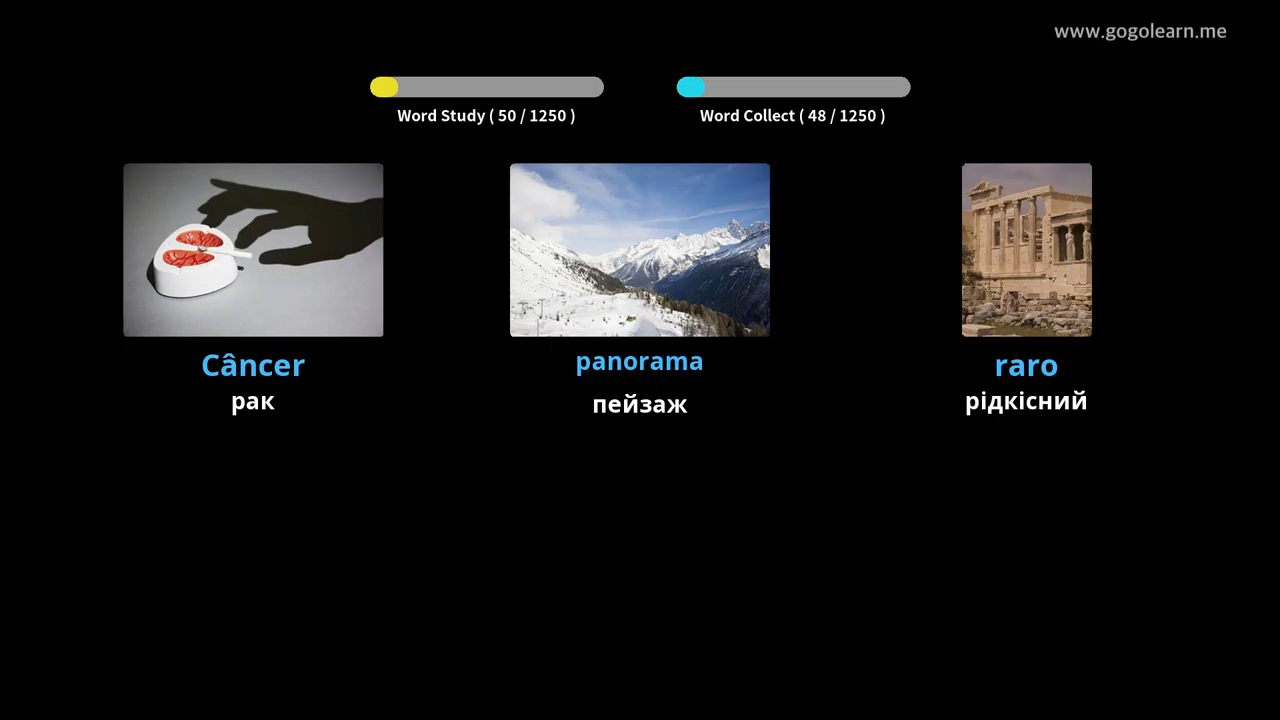 www.gogolearn.me
Word Study ( 50 / 1250 )
Word Collect ( 48 / 1250 )
Câncer
рак
panorama
пейзаж
raro
рідкісний